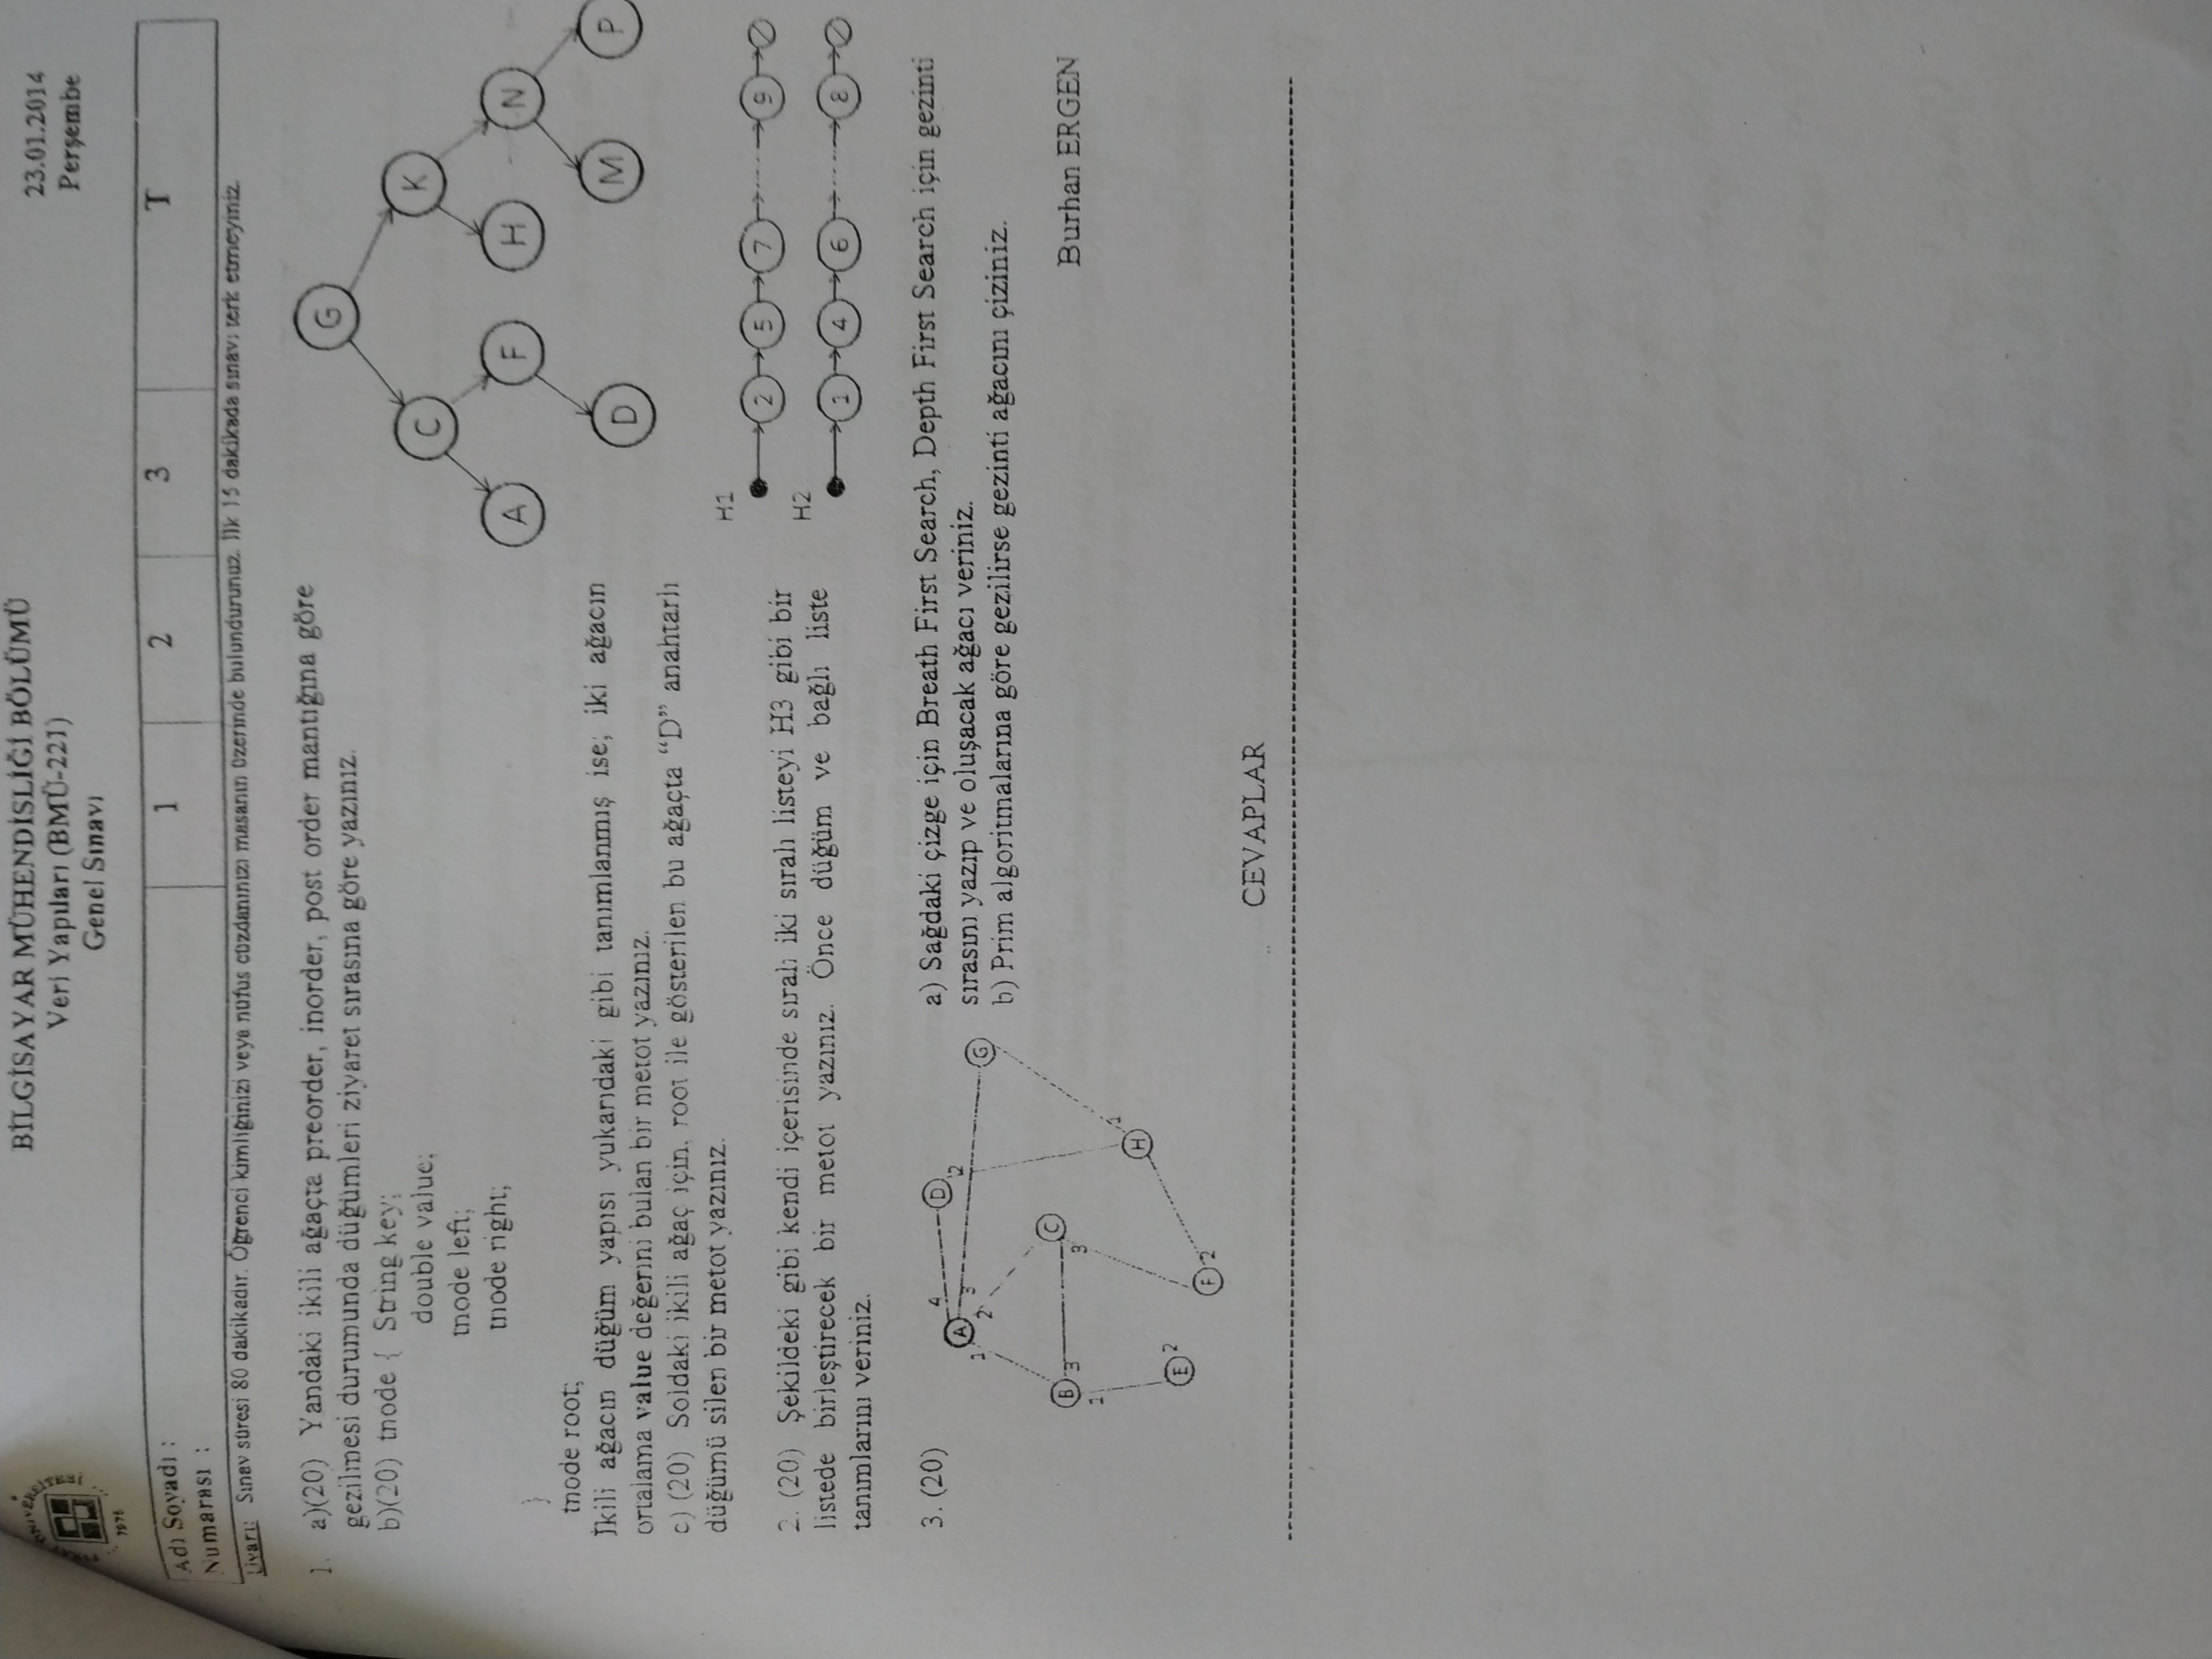 BİLGİSAYAR MÜHENDİSLİĞİ BÖLÜMÜ
Veri Yapıları (BMÜ-221)
Genel Sınavı
23.01.2014
Perşembe
1975
Adı Soyadı :
Numarası :
1 2 3 T
Uyarı: Sınav süresi 80 dakikadır. Öğrenci kimliğinizi veya nüfus cüzdanınızı masanın üzerinde bulundurunuz. İlk 15 dakikada sınavı terk etmeyiniz.
1. a)(20) Yandaki ikili ağaçta preorder, inorder, post order mantığına göre
gezilmesi durumunda düğümleri ziyaret sırasına göre yazınız.
b)(20) tnode { String key;
double value;
tnode left;
tnode right;
}
tnode root;
İkili ağacın düğüm yapısı yukarıdaki gibi tanımlanmış ise; iki ağacın
ortalama value değerini bulan bir metot yazınız.
c) (20) Soldaki ikili ağaç için, root ile gösterilen bu ağaçta “D” anahtarlı
düğümü silen bir metot yazınız.
G
C K
A F H N
D M P
2. (20) Şekildeki gibi kendi içerisinde sıralı iki sıralı listeyi H3 gibi bir
listede birleştirecek bir metot yazınız. Önce düğüm ve bağlı liste
tanımlarını veriniz.
H1
2 5 7 9
H2
1 4 6 8
3. (20)
A 4 D 2 G
1 2 3
B 3 C 3
1 H 1
E 2 F 2
a) Sağdaki çizge için Breath First Search, Depth First Search için gezinti
sırasını yazıp ve oluşacak ağacı veriniz.
b) Prim algoritmalarına göre gezilirse gezinti ağacını çiziniz.
Burhan ERGEN
CEVAPLAR